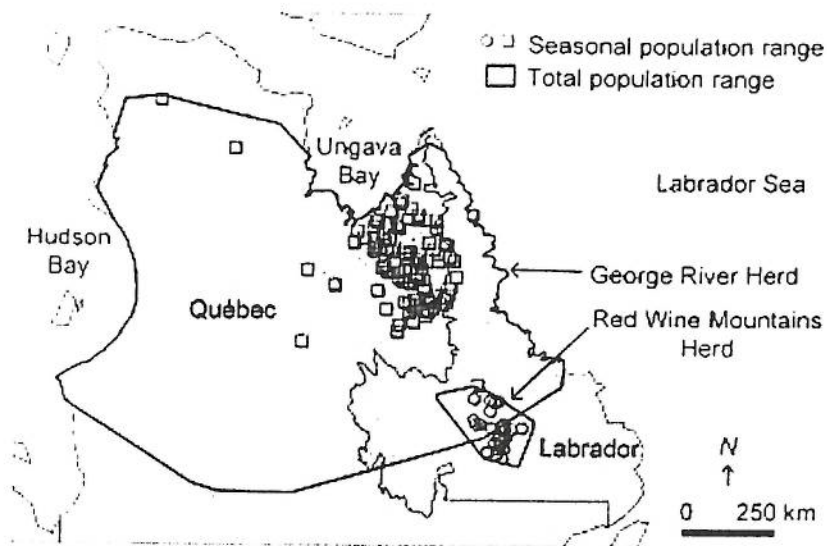 Seasonal population range
Total population range
Ungava
Bay
Labrador Sea
Hudson
Bay
George River Herd
Québec
Red Wine Mountains
Herd
Labrador
N
0 250 km